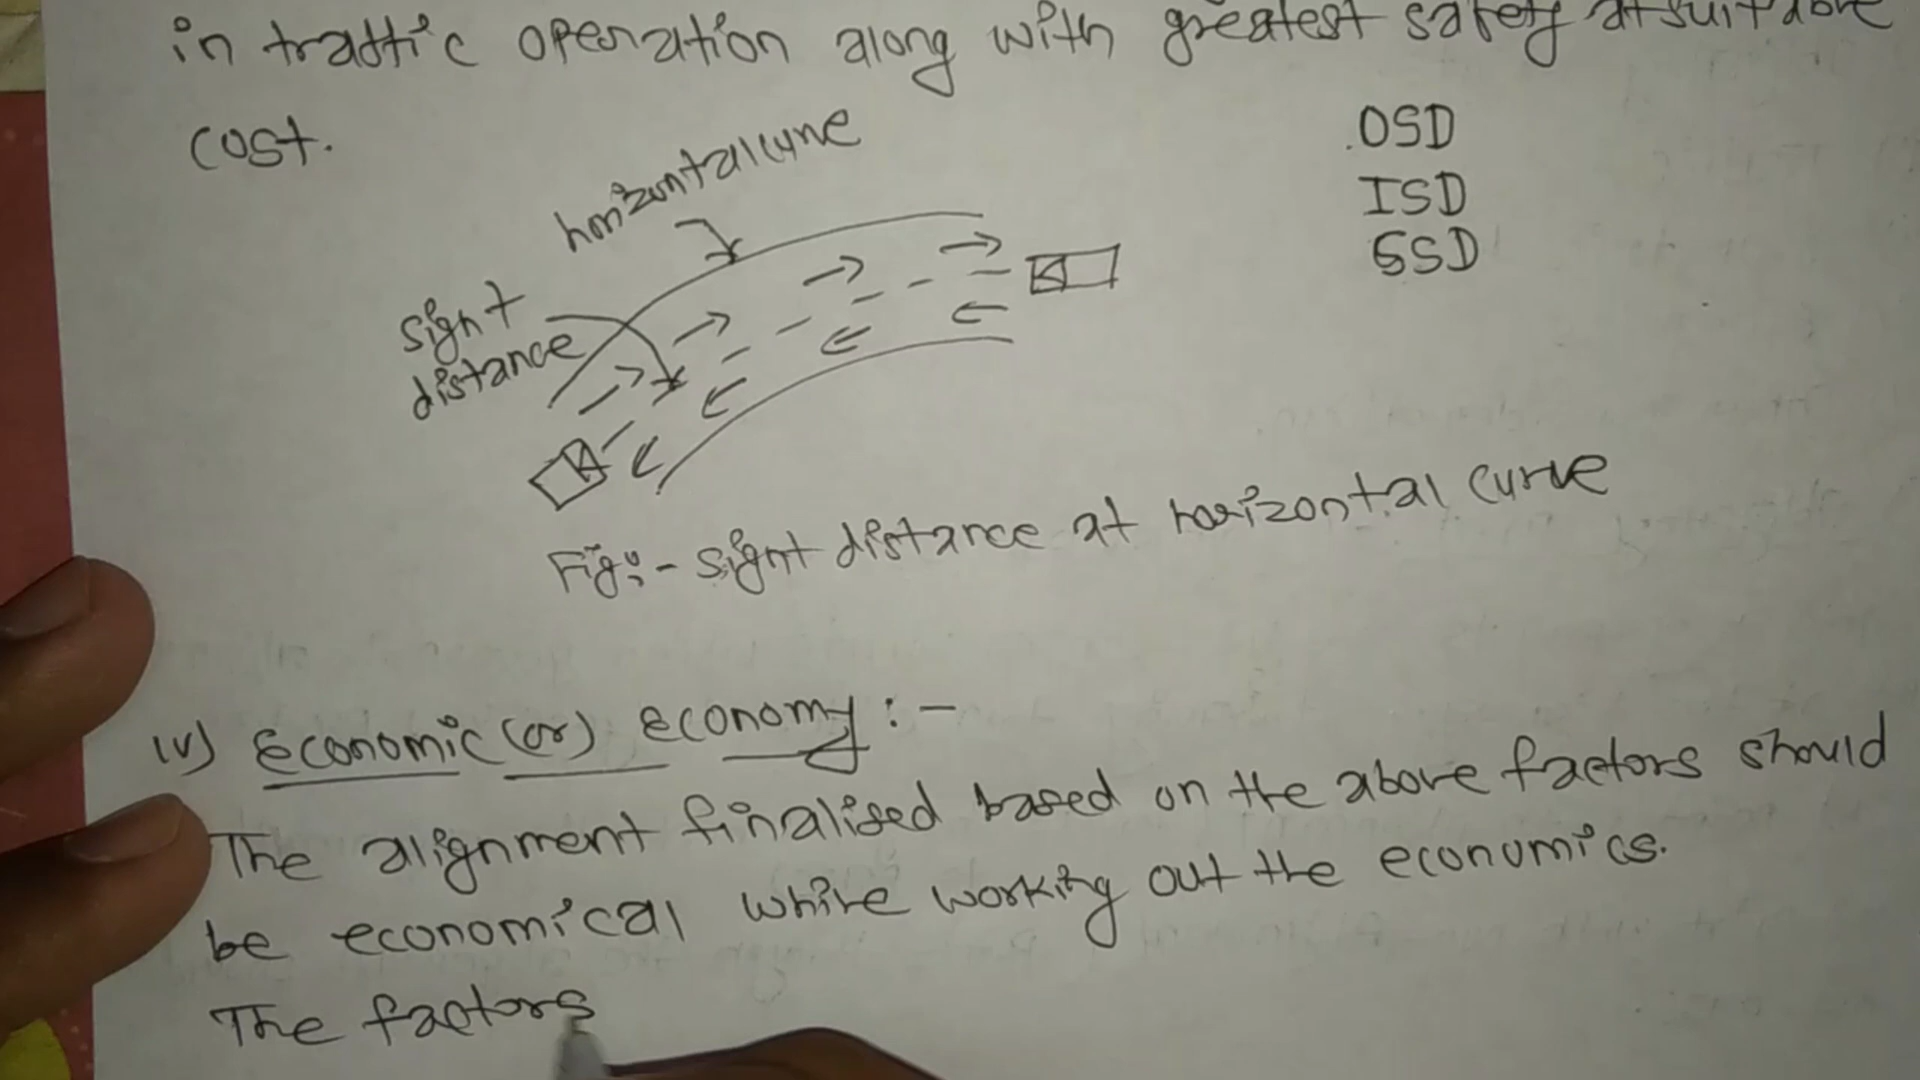 in traffic operation along with greatest safety at suitable
cost.
horizontal curve
OSD
ISD
SSD
sight
distance
Fig:- sight distance at horizontal curve
iv) Economic (or) economy :-
The alignment finalised based on the above factors should
be economical while working out the economics.
The factors